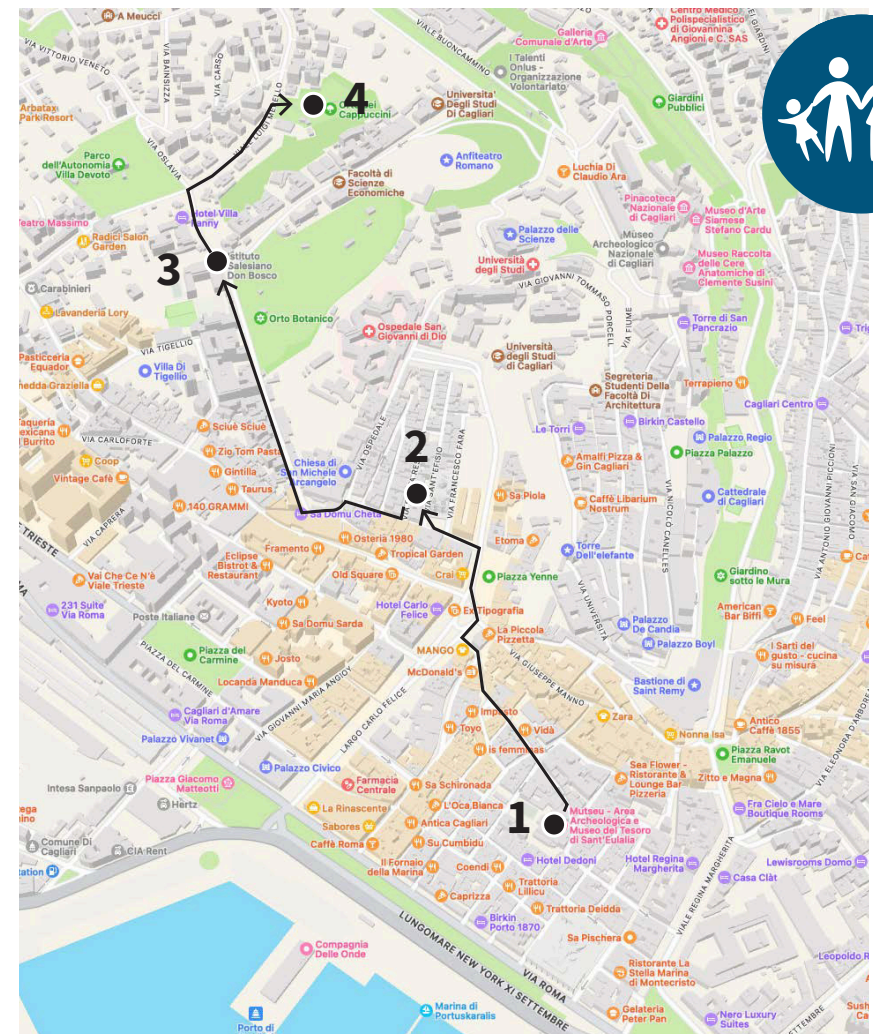 A Meucci
VIA VITTORIO VENETO
VIA BAINSIZZA
VIA CARSO
VIALE BUONCAMMINO
Galleria
Comunale d'Arte
Centro Medico
Polispecialistico
di Giovannina
Angioni e C. SAS
I Talenti
Onlus -
Organizzazione
Volontariato
Giardini
Pubblici
4
Cappuccini
Universita'
Degli Studi
Di Cagliari
Arbatax
Park Resort
VIA OSLAVIA
Parco
dell'Autonomia
Villa Devoto
Anfiteatro
Romano
Facoltà di
Scienze
Economiche
Luchia Di
Claudio Ara
Pinacoteca
Nazionale
di Cagliari
Museo d'Arte
Siamese
Stefano Cardu
Hotel Villa
Fanny
Teatro Massimo
Radici Salon
Garden
Palazzo delle
Scienze
Museo
Archeologico
Nazionale
di Cagliari
Museo Raccolta
delle Cere
Anatomiche di
Clemente Susini
3
Istituto
Salesiano
Don Bosco
Università
degli Studi
VIA GIOVANNI TOMMASO PORCELL
VIA FIUME
Carabinieri
Lavanderia Lory
Orto Botanico
Ospedale San
Giovanni di Dio
Torre di San
Pancrazio
VIA TIGELLIO
Villa Di
Tigellio
Pasticceria
Equador
Università
degli Studi
di Cagliari
Segreteria
Studenti Della
Facoltà Di
Architettura
Terrapieno
Cagliari Centro
VIA CARLOFORTE
Sciuè Sciuè
Zio Tom Pasta
Gintilla
Taurus
140 GRAMMI
Coop
Vintage Cafè
VIA CAPRERA
Chiesa di
San Michele
Arcangelo
VIA OSPEDALE
2
VIA SANT'EFISIO
VIA FRANCESCO FARA
Le Torri
Birkin Castello
Palazzo Regio
Piazza Palazzo
Amalfi Pizza &
Gin Cagliari
Sa Piola
Caffè Libarium
Nostrum
Cattedrale
di Cagliari
VIA NICOLÒ CANELLES
VIA ANTONIO GIOVANNI PICCIONI
VIA SAN GIACOMO
Sa Domu Cheta
Osteria 1980
Tropical Garden
Framento
Eclipse
Bistrot &
Restaurant
Old Square
Crai
Etoma
Torre
Dell'elefante
Piazza Yenne
Giardino
sotto le Mura
Vai Che Ce N'è
Viale Trieste
231 Suite
Via Roma
Kyoto
Sa Domu Sarda
Hotel Carlo
Felice
Ex Tipografia
La Piccola
Pizzetta
VIA UNIVERSITÀ
American
Bar Biffi
Feel
Poste Italiane
Palazzo
De Candia
Palazzo Boyl
I Sarti del
gusto - cucina
su misura
Piazza del
Carmine
PIAZZA DEL CARMINE
Josto
Locanda Manduca
MANGO
McDonald's
VIA GIUSEPPE MANNO
Bastione di
Saint Remy
VIA GIOVANNI MARIA ANGIOY
LARGO CARLO FELICE
Cagliari d'Amare
Via Roma
Palazzo Vivanet
Impasto
Toyo
is femminas
Vidà
Zara
Nonna Isa
Antico
Caffè 1855
VIA ELEONORA D'ARBOREA
Palazzo Civico
Piazza Ravot
Emanuele
Intesa Sanpaolo
Piazza Giacomo
Matteotti
Hertz
Farmacia
Centrale
Sa Schironada
Sea Flower -
Ristorante &
Lounge Bar
Pizzeria
Zitto e Magna
La Rinascente
L'Oca Bianca
1
Mutseu - Area
Archeologica e
Museo del Tesoro
di Sant'Eulalia
Fra Cielo e Mare
Boutique Rooms
Sabores
Antica Cagliari
Caffè Roma
Su Cumbidu
Comune Di
Cagliari
CIA Rent
Il Fornaio
della Marina
Coendi
Hotel Dedoni
Hotel Regina
Margherita
Lewisrooms Domo
Casa Clàt
Trattoria
Lillicu
Caprizza
Trattoria Deidda
VIALE REGINA MARGHERITA
Birkin
Porto 1870
Sa Pischera
LUNGOMARE NEW YORK XI SETTEMBRE
VIA ROMA
Compagnia
Delle Onde
Ristorante La
Stella Marina
di Montecristo
Marina di
Portuskaralis
Gelateria
Peter Pan
Nero Luxury
Suites
Porto di